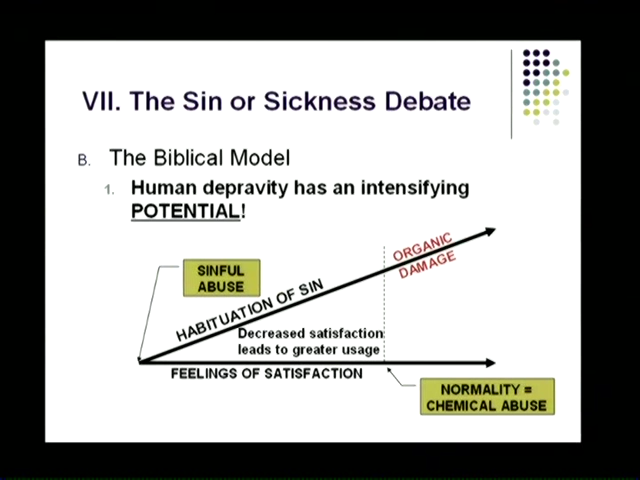 VII. The Sin or Sickness Debate
B. The Biblical Model
1. Human depravity has an intensifying
POTENTIAL!
ORGANIC
DAMAGE
SINFUL
ABUSE
HABITUATION OF SIN
Decreased satisfaction
leads to greater usage
FEELINGS OF SATISFACTION
NORMALITY =
CHEMICAL ABUSE